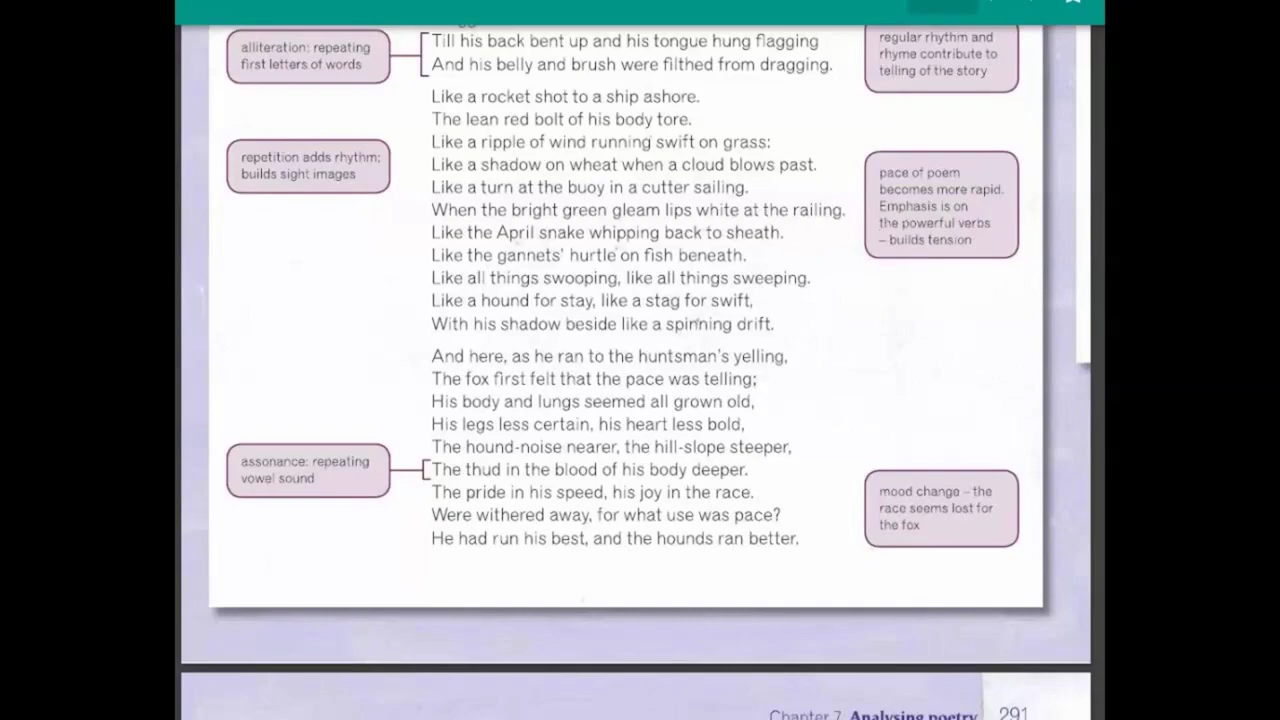 alliteration: repeating
first letters of words
Till his back bent up and his tongue hung flagging
And his belly and brush were filthed from dragging.
regular rhythm and
rhyme contribute to
telling of the story
Like a rocket shot to a ship ashore.
The lean red bolt of his body tore.
Like a ripple of wind running swift on grass:
Like a shadow on wheat when a cloud blows past.
Like a turn at the buoy in a cutter sailing.
When the bright green gleam lips white at the railing.
Like the April snake whipping back to sheath.
Like the gannets' hurtle on fish beneath.
Like all things swooping, like all things sweeping.
Like a hound for stay, like a stag for swift,
With his shadow beside like a spinning drift.
repetition adds rhythm;
builds sight images
pace of poem
becomes more rapid.
Emphasis is on
the powerful verbs
– builds tension
And here, as he ran to the huntsman's yelling,
The fox first felt that the pace was telling;
His body and lungs seemed all grown old,
His legs less certain, his heart less bold,
The hound-noise nearer, the hill-slope steeper,
The thud in the blood of his body deeper.
The pride in his speed, his joy in the race.
Were withered away, for what use was pace?
He had run his best, and the hounds ran better.
assonance: repeating
vowel sound
mood change – the
race seems lost for
the fox
Chapter 7 Analysing poetry 291